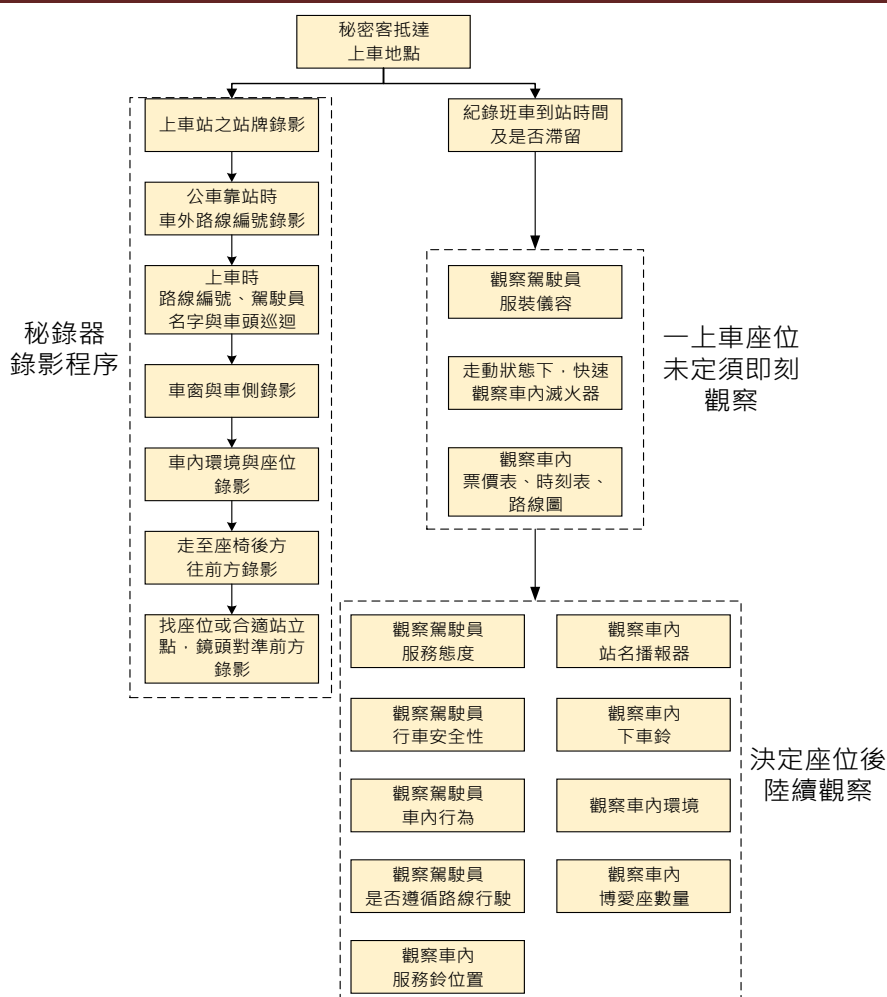 秘密客抵達
上車地點
上車站之站牌錄影
公車靠站時
車外路線編號錄影
上車時
路線編號、駕駛員
名字與車頭巡迴
車窗與車側錄影
車內環境與座位
錄影
走至座椅後方
往前方錄影
找座位或合適站立
點，鏡頭對準前方
錄影
秘錄器
錄影程序
紀錄班車到站時間
及是否滯留
觀察駕駛員
服裝儀容
走動狀態下，快速
觀察車內滅火器
觀察車內
票價表、時刻表、
路線圖
一上車座位
未定須即刻
觀察
觀察駕駛員
服務態度
觀察車內
站名播報器
觀察駕駛員
行車安全性
觀察車內
下車鈴
觀察駕駛員
車內行為
觀察車內環境
觀察駕駛員
是否遵循路線行駛
觀察車內
博愛座數量
觀察車內
服務鈴位置
決定座位後
陸續觀察